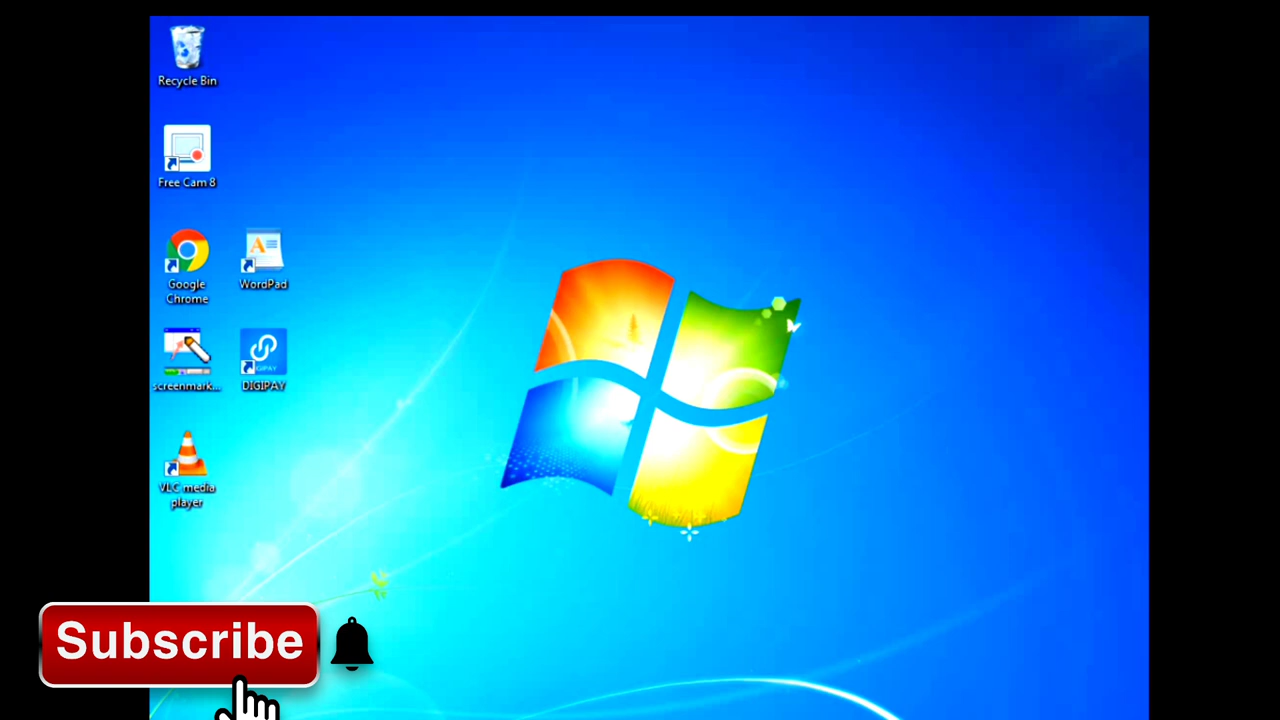 Recycle Bin
Free Cam 8
Google
Chrome
WordPad
screenmark...
DIGIPAY
VLC media
player
Subscribe